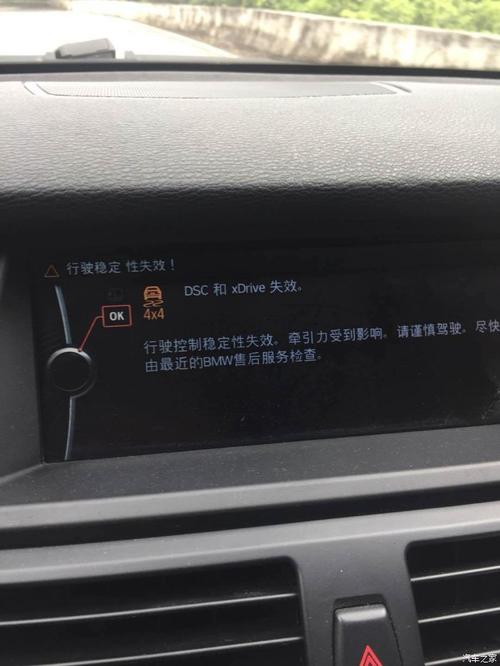 行驶稳定 性失效！
DSC 和 xDrive 失效。
OK
4x4
行驶控制稳定性失效。牵引力受到影响。请谨慎驾驶。尽快
由最近的BMW售后服务检查。
汽车之家